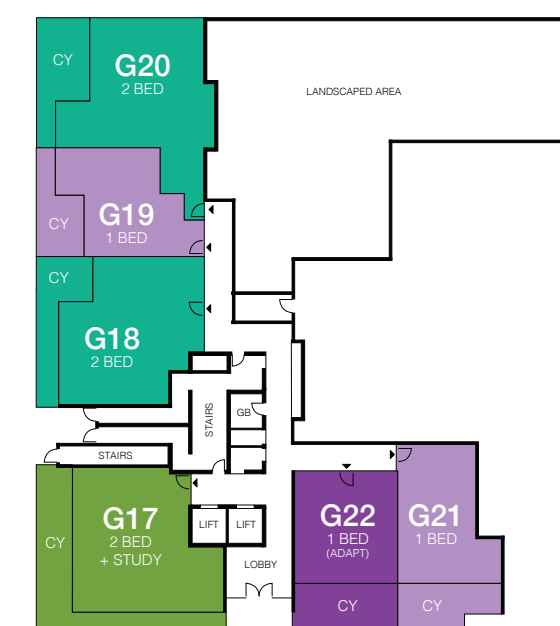 CY
G20
2 BED
LANDSCAPED AREA
CY
G19
1 BED
CY
G18
2 BED
STAIRS
GB
STAIRS
CY
G17
2 BED
+ STUDY
LIFT
LIFT
LOBBY
G22
1 BED
(ADAPT)
G21
1 BED
CY
CY